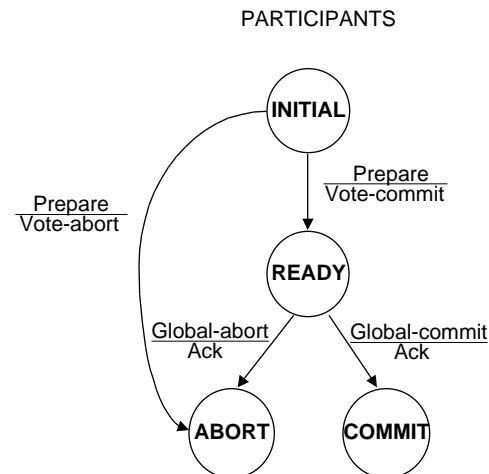 PARTICIPANTS
INITIAL
Prepare
Vote-commit
Prepare
Vote-abort
READY
Global-abort
Ack
Global-commit
Ack
ABORT
COMMIT